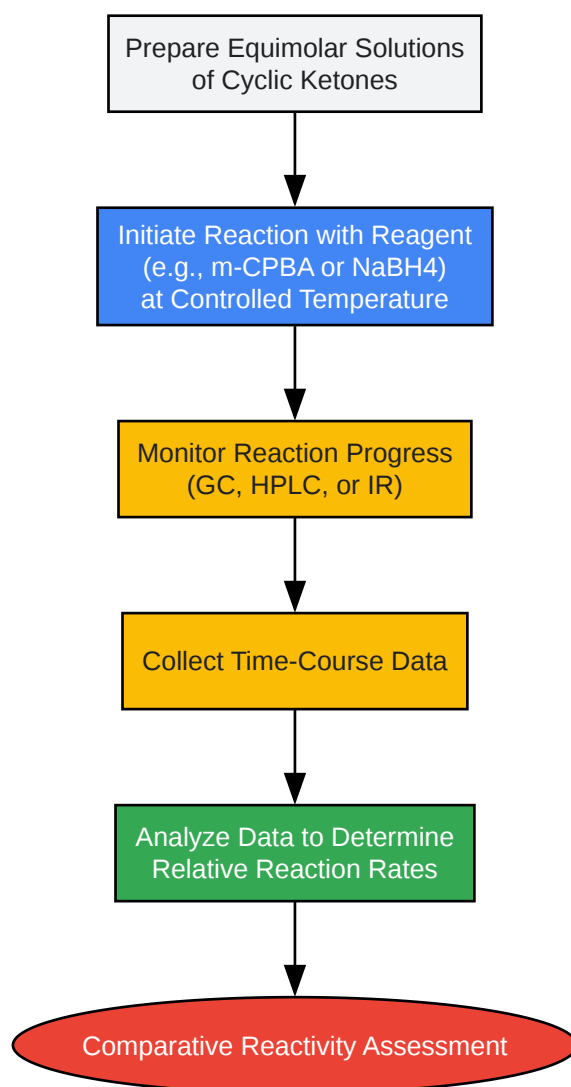 Prepare Equimolar Solutions
of Cyclic Ketones
Initiate Reaction with Reagent
(e.g., m-CPBA or NaBH4)
at Controlled Temperature
Monitor Reaction Progress
(GC, HPLC, or IR)
Collect Time-Course Data
Analyze Data to Determine
Relative Reaction Rates
Comparative Reactivity Assessment